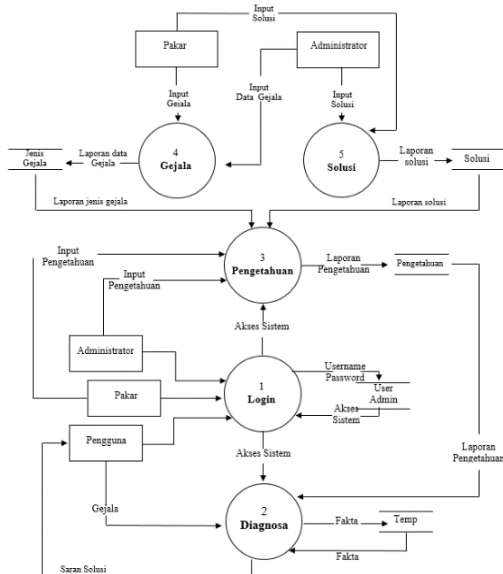 Input
Solusi
Pakar
Administrator
Input
Gejala
Input
Data Gejala
Input
Solusi
4
Gejala
5
Solusi
Jenis
Gejala
Laporan data
Gejala
Laporan
solusi
Solusi
Laporan jenis gejala
Laporan solusi
Input
Pengetahuan
Input
Pengetahuan
3
Pengetahuan
Laporan
Pengetahuan
Pengetahuan
Akses Sistem
Administrator
Username
Password
1
Login
User
Admin
Pakar
Akses
Sistem
Pengguna
Akses Sistem
Laporan
Pengetahuan
Gejala
2
Diagnosa
Fakta
Temp
Fakta
Saran Solusi